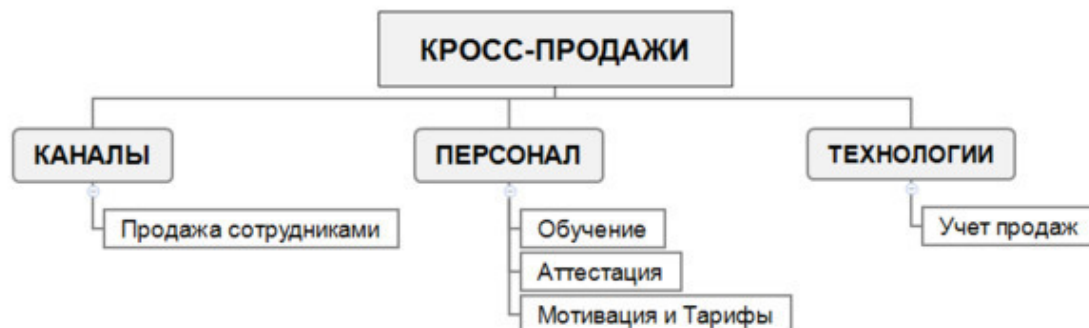 КРОСС-ПРОДАЖИ
КАНАЛЫ
Продажа сотрудниками
ПЕРСОНАЛ
Обучение
Аттестация
Мотивация и Тарифы
ТЕХНОЛОГИИ
Учет продаж